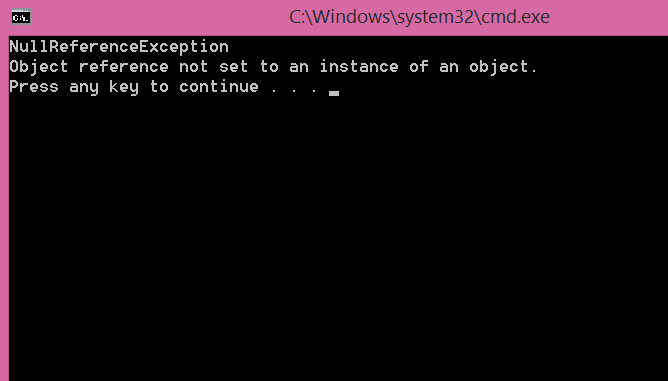 C:\Windows\system32\cmd.exe
NullReferenceException
Object reference not set to an instance of an object.
Press any key to continue . . .